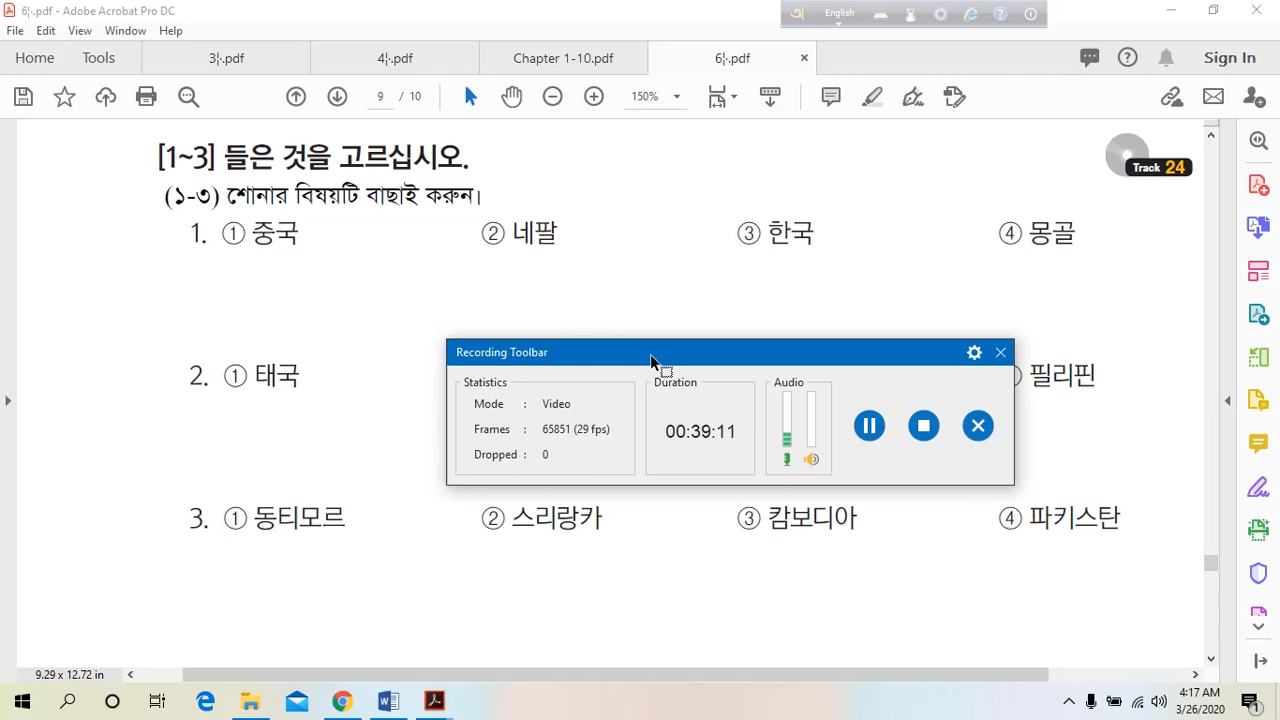 6¦-.pdf - Adobe Acrobat Pro DC
English
File Edit View Window Help
Home Tools 3¦-.pdf 4¦-.pdf Chapter 1-10.pdf 6¦-.pdf × Sign In
9 / 10 150%
[1~3] 들은 것을 고르십시오.
Track 24
(১-৩) শোনার বিষয়টি বাছাই করুন।
1. ① 중국 ② 네팔 ③ 한국 ④ 몽골
Recording Toolbar
2. ① 태국 필리핀
Statistics Duration Audio
Mode : Video
Frames : 65851 (29 fps)
00:39:11
Dropped : 0
3. ① 동티모르 ② 스리랑카 ③ 캄보디아 ④ 파키스탄
9.29 x 12.72 in
4:17 AM
3/26/2020